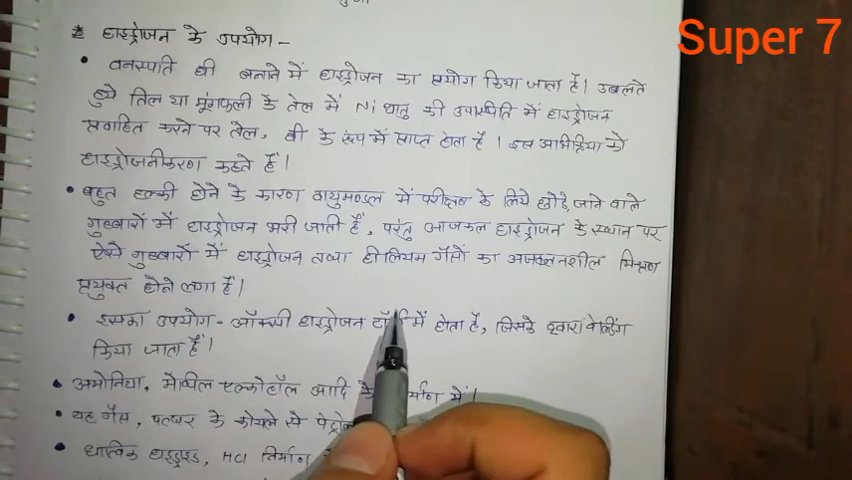 Super 7
* हाइड्रोजन के उपयोग -
• वनस्पति घी बनाने में हाइड्रोजन का प्रयोग किया जाता है। उबलते
हुये तिल या मूंगफली के तेल में Ni धातु की उपस्थिति में हाइड्रोजन
प्रवाहित करने पर तेल, घी के रूप में प्राप्त होता है। इस अभिक्रिया को
हाइड्रोजनीकरण कहते हैं।
• बहुत हल्की होने के कारण वायुमण्डल में परीक्षण के लिये छोड़े जाने वाले
गुब्बारों में हाइड्रोजन भरी जाती है, परंतु आजकल हाइड्रोजन के स्थान पर
ऐसे गुब्बारों में हाइड्रोजन तथा हीलियम गैसों का अज्वलनशील मिश्रण
प्रयुक्त होने लगा है।
• इसका उपयोग - ऑक्सी हाइड्रोजन टॉर्च में होता है, जिसके द्वारा वेल्डिंग
किया जाता है।
• अमोनिया, मैथिल एल्कोहॉल आदि के में।
• यह गैस, पत्थर के कोयले से
• धात्विक हाइड्राइड, HCl निर्माण